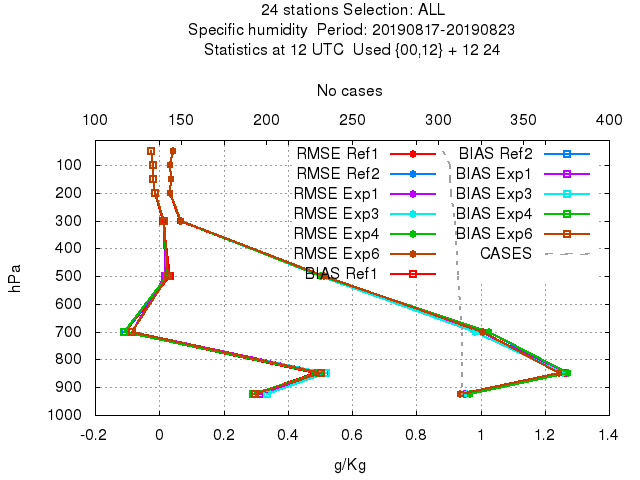 24 stations Selection: ALL
Specific humidity  Period: 20190817-20190823
Statistics at 12 UTC  Used {00,12} + 12 24
No cases
100 150 200 250 300 350 400
RMSE Ref1 BIAS Ref2
RMSE Ref2 BIAS Exp1
RMSE Exp1 BIAS Exp3
RMSE Exp3 BIAS Exp4
RMSE Exp4 BIAS Exp6
RMSE Exp6 CASES
BIAS Ref1
100
200
300
400
500
600
700
800
900
1000
hPa
-0.2 0 0.2 0.4 0.6 0.8 1 1.2 1.4
g/Kg